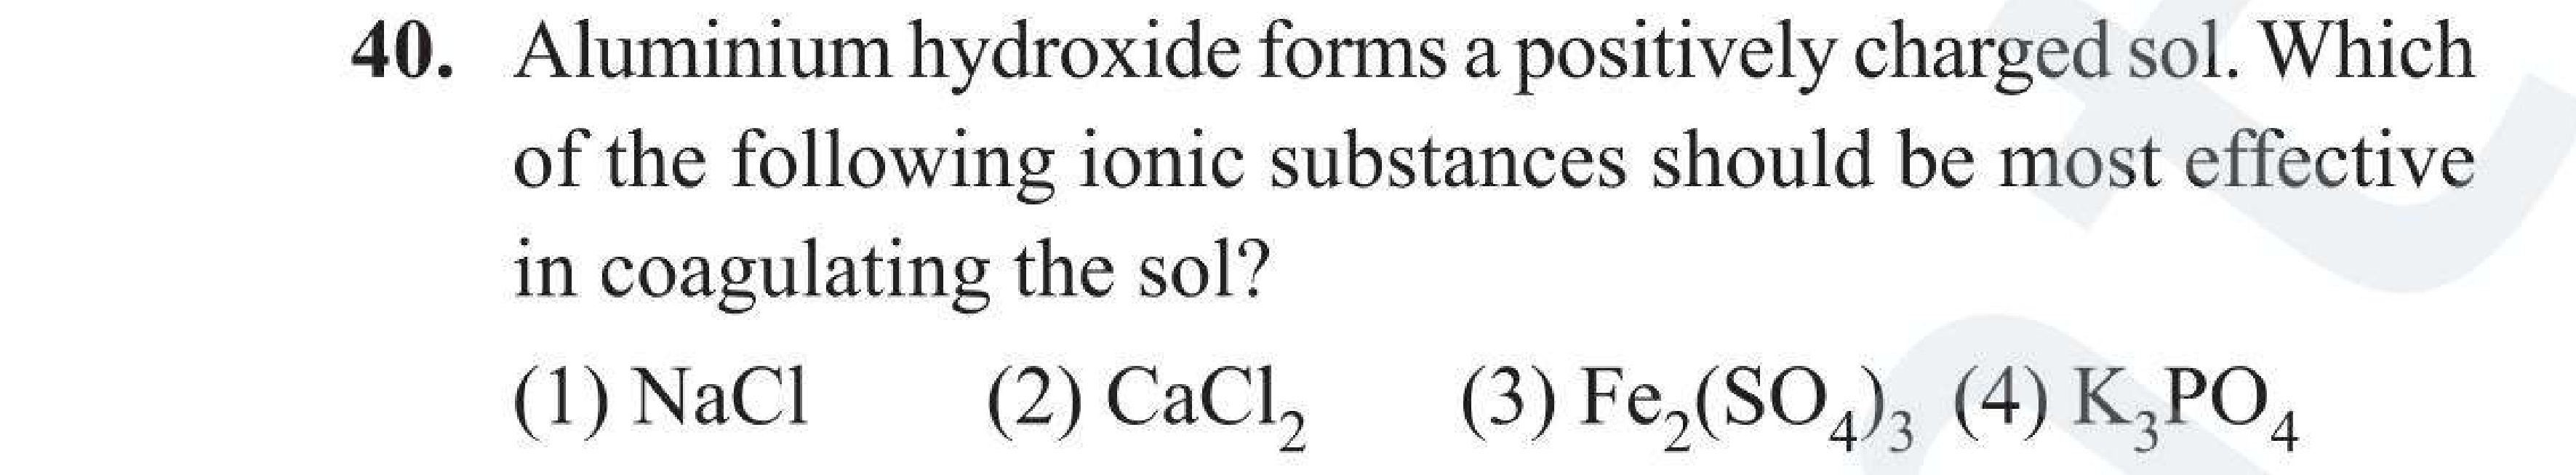 40. Aluminium hydroxide forms a positively charged sol. Which
of the following ionic substances should be most effective
in coagulating the sol?
(1) NaCl (2) CaCl₂ (3) Fe₂(SO₄)₃ (4) K₃PO₄